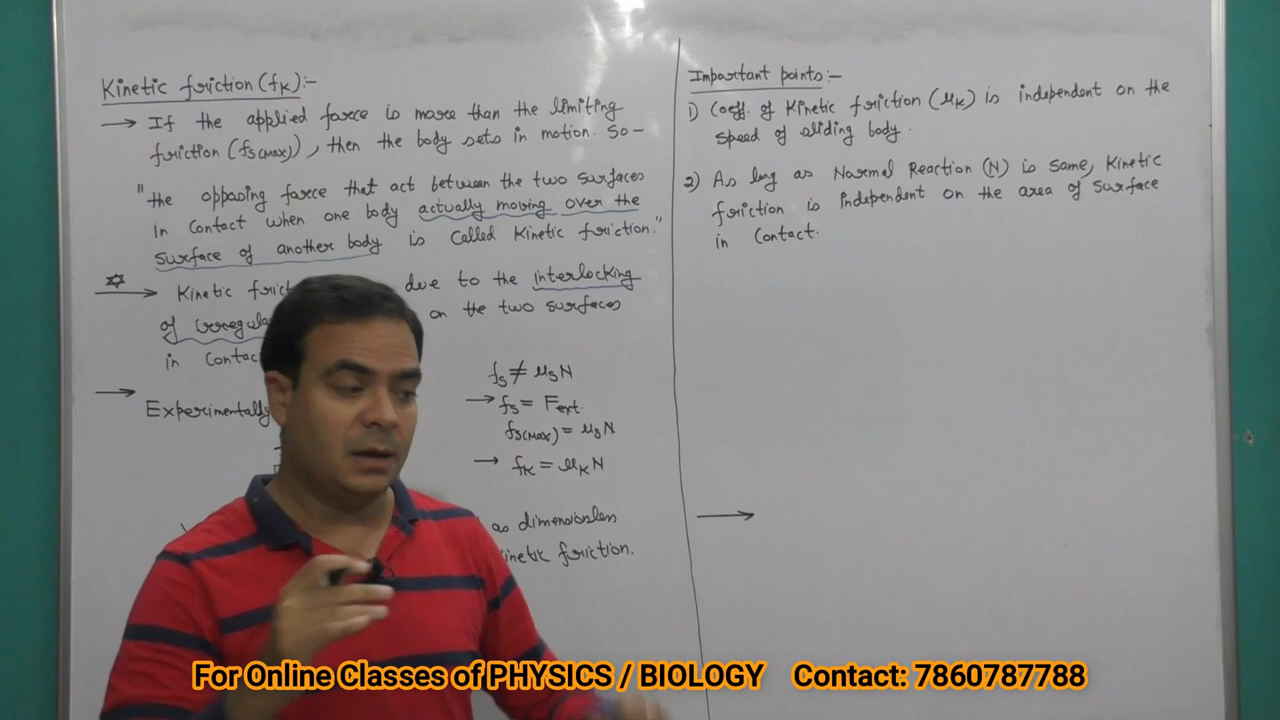 Kinetic friction (fK):-
→ If the applied force is more than the limiting
friction (fs(max)), then the body sets in motion. So-
"the opposing force that act between the two surfaces
in Contact when one body actually moving over the
surface of another body is called Kinetic friction."
→ Kinetic due to the interlocking
of on the two surfaces
in
→ Experimentally
fs ≠ μsN
→ fs = Fext.
fs(max) = μsN
→ fK = μKN
as dimensionless
friction.
Important points:-
1) Coeff. of Kinetic friction (μK) is independent on the
speed of sliding body.
2) As long as Normal Reaction (N) is same, Kinetic
friction is independent on the area of surface
in Contact.
→
For Online Classes of PHYSICS / BIOLOGY Contact: 7860787788